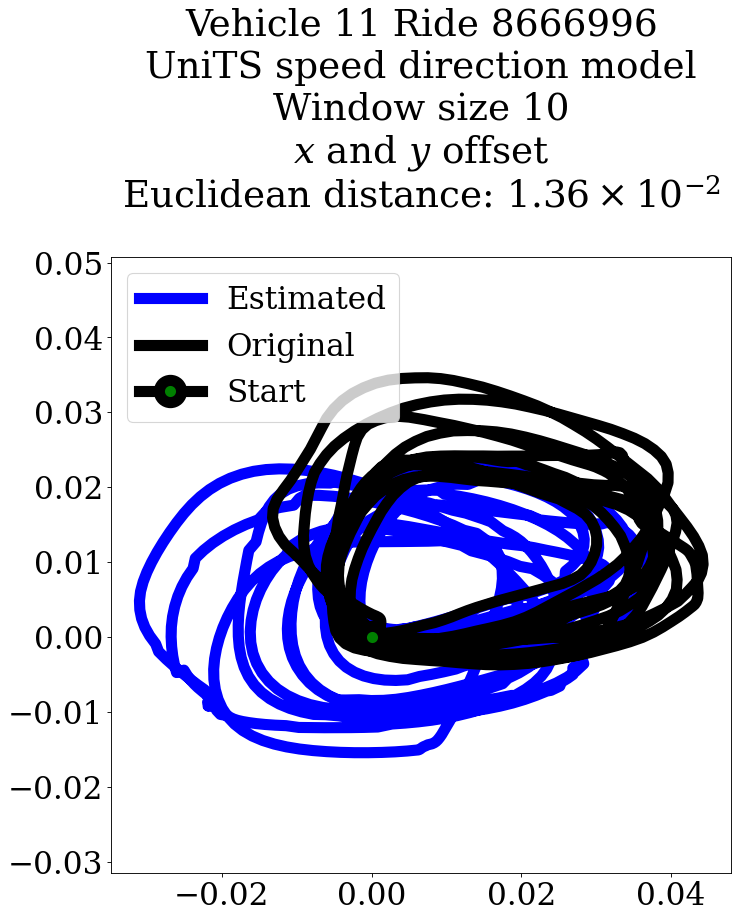 Vehicle 11 Ride 8666996
UniTS speed direction model
Window size 10
x and y offset
Euclidean distance: 1.36 × 10⁻²
0.05
0.04
0.03
0.02
0.01
0.00
−0.01
−0.02
−0.03
Estimated
Original
Start
−0.02 0.00 0.02 0.04